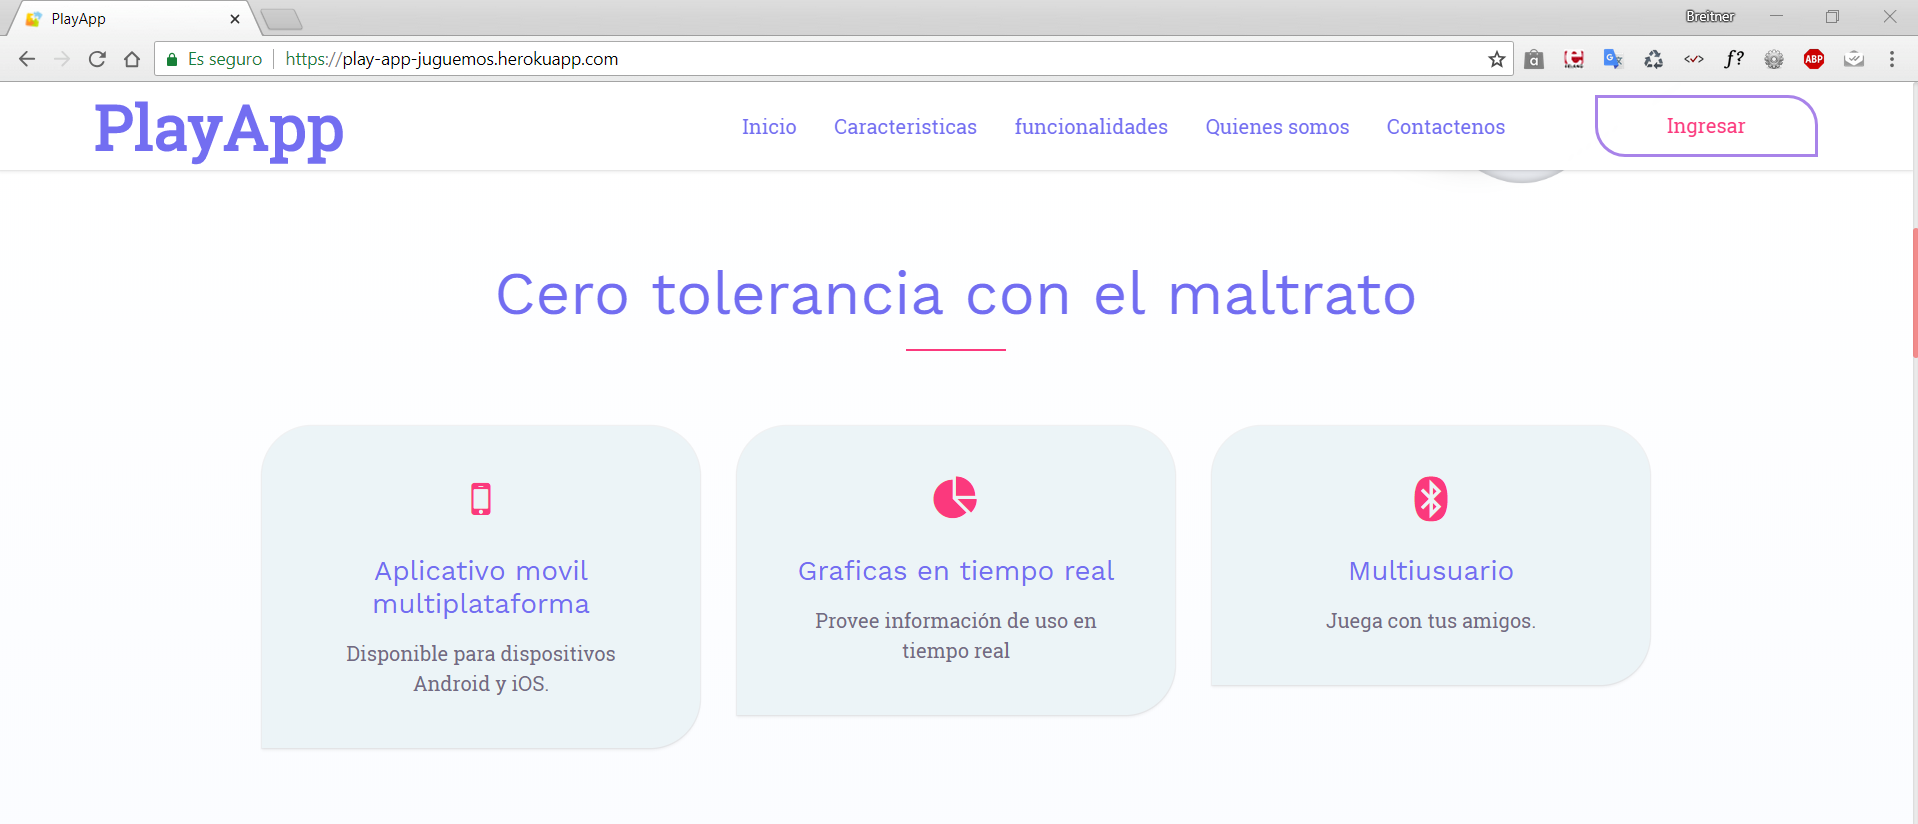 PlayApp
Breitner
Es seguro https://play-app-juguemos.herokuapp.com
a
f?
ABP
PlayApp
Inicio Caracteristicas funcionalidades Quienes somos Contactenos Ingresar
Cero tolerancia con el maltrato
Aplicativo movil
multiplataforma
Disponible para dispositivos
Android y iOS.
Graficas en tiempo real
Provee información de uso en
tiempo real
Multiusuario
Juega con tus amigos.